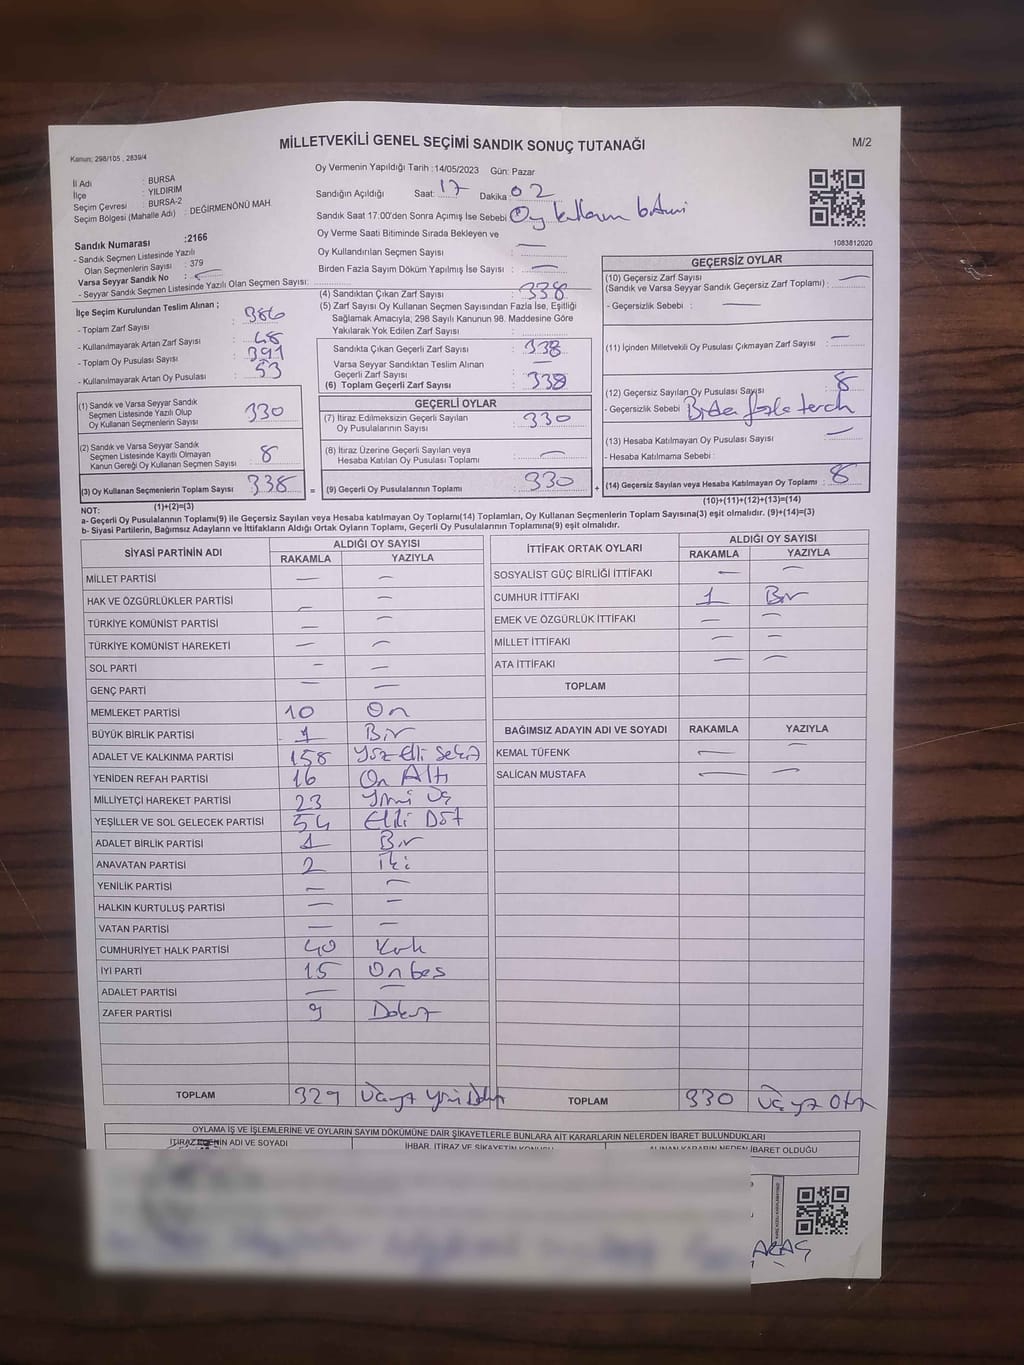 MİLLETVEKİLİ GENEL SEÇİMİ SANDIK SONUÇ TUTANAĞI
M/2
Kanun: 298/105 , 2839/4
Oy Vermenin Yapıldığı Tarih : 14/05/2023 Gün: Pazar
İl Adı : BURSA
İlçe : YILDIRIM
Seçim Çevresi : BURSA-2
Seçim Bölgesi (Mahalle Adı) : DEĞİRMENÖNÜ MAH.
Sandığın Açıldığı Saat: 17 Dakika 02
Sandık Saat 17.00'den Sonra Açılmış İse Sebebi Oy kullanım bitimi
Oy Verme Saati Bitiminde Sırada Bekleyen ve
Oy Kullandırılan Seçmen Sayısı : —
Birden Fazla Sayım Döküm Yapılmış İse Sayısı : —
1083812020
Sandık Numarası :2166
- Sandık Seçmen Listesinde Yazılı
Olan Seçmenlerin Sayısı : 379
Varsa Seyyar Sandık No :
- Seyyar Sandık Seçmen Listesinde Yazılı Olan Seçmen Sayısı:
İlçe Seçim Kurulundan Teslim Alınan ;
- Toplam Zarf Sayısı : 386
- Kullanılmayarak Artan Zarf Sayısı : 48
- Toplam Oy Pusulası Sayısı : 391
- Kullanılmayarak Artan Oy Pusulası : 53
(1) Sandık ve Varsa Seyyar Sandık
Seçmen Listesinde Yazılı Olup
Oy Kullanan Seçmenlerin Sayısı : 330
(2) Sandık ve Varsa Seyyar Sandık
Seçmen Listesinde Kayıtlı Olmayan
Kanun Gereği Oy Kullanan Seçmen Sayısı : 8
(3) Oy Kullanan Seçmenlerin Toplam Sayısı : 338
(1)+(2)=(3)
(4) Sandıktan Çıkan Zarf Sayısı : 338
(5) Zarf Sayısı Oy Kullanan Seçmen Sayısından Fazla İse, Eşitliği
Sağlamak Amacıyla, 298 Sayılı Kanunun 98. Maddesine Göre
Yakılarak Yok Edilen Zarf Sayısı :
Sandıkta Çıkan Geçerli Zarf Sayısı : 338
Varsa Seyyar Sandıktan Teslim Alınan
Geçerli Zarf Sayısı : —
(6) Toplam Geçerli Zarf Sayısı : 338
GEÇERLİ OYLAR
(7) İtiraz Edilmeksizin Geçerli Sayılan
Oy Pusulalarının Sayısı : 330
(8) İtiraz Üzerine Geçerli Sayılan veya
Hesaba Katılan Oy Pusulası Toplamı : —
= (9) Geçerli Oy Pusulalarının Toplamı : 330 +
GEÇERSİZ OYLAR
(10) Geçersiz Zarf Sayısı
(Sandık ve Varsa Seyyar Sandık Geçersiz Zarf Toplamı) : —
- Geçersizlik Sebebi : —
(11) İçinden Milletvekili Oy Pusulası Çıkmayan Zarf Sayısı : —
(12) Geçersiz Sayılan Oy Pusulası Sayısı : 8
- Geçersizlik Sebebi : Birden fazla tercih
(13) Hesaba Katılmayan Oy Pusulası Sayısı : —
- Hesaba Katılmama Sebebi :
(14) Geçersiz Sayılan veya Hesaba Katılmayan Oy Toplamı : 8
(10)+(11)+(12)+(13)=(14)
NOT:
a- Geçerli Oy Pusulalarının Toplamı(9) ile Geçersiz Sayılan veya Hesaba katılmayan Oy Toplamı(14) Toplamları, Oy Kullanan Seçmenlerin Toplam Sayısına(3) eşit olmalıdır. (9)+(14)=(3)
b- Siyasi Partilerin, Bağımsız Adayların ve İttifakların Aldığı Ortak Oyların Toplamı, Geçerli Oy Pusulalarının Toplamına(9) eşit olmalıdır.
SİYASİ PARTİNİN ADI ALDIĞI OY SAYISI
RAKAMLA YAZIYLA
MİLLET PARTİSİ — —
HAK VE ÖZGÜRLÜKLER PARTİSİ — —
TÜRKİYE KOMÜNİST PARTİSİ — —
TÜRKİYE KOMÜNİST HAREKETİ — —
SOL PARTİ — —
GENÇ PARTİ — —
MEMLEKET PARTİSİ 10 On
BÜYÜK BİRLİK PARTİSİ 1 Bir
ADALET VE KALKINMA PARTİSİ 158 Yüz elli sekiz
YENİDEN REFAH PARTİSİ 16 On Altı
MİLLİYETÇİ HAREKET PARTİSİ 23 Yirmi üç
YEŞİLLER VE SOL GELECEK PARTİSİ 54 Elli Dört
ADALET BİRLİK PARTİSİ 1 Bir
ANAVATAN PARTİSİ 2 İki
YENİLİK PARTİSİ — —
HALKIN KURTULUŞ PARTİSİ — —
VATAN PARTİSİ — —
CUMHURİYET HALK PARTİSİ 40 Kırk
İYİ PARTİ 15 On beş
ADALET PARTİSİ — —
ZAFER PARTİSİ 9 Dokuz
TOPLAM 329 Üçyüz yirmi Dokuz
İTTİFAK ORTAK OYLARI ALDIĞI OY SAYISI
RAKAMLA YAZIYLA
SOSYALİST GÜÇ BİRLİĞİ İTTİFAKI — —
CUMHUR İTTİFAKI 1 Bir
EMEK VE ÖZGÜRLÜK İTTİFAKI — —
MİLLET İTTİFAKI — —
ATA İTTİFAKI — —
TOPLAM
BAĞIMSIZ ADAYIN ADI VE SOYADI RAKAMLA YAZIYLA
KEMAL TÜFENK — —
SALİCAN MUSTAFA — —
TOPLAM 330 Üçyüz Otuz
OYLAMA İŞ VE İŞLEMLERİNE VE OYLARIN SAYIM DÖKÜMÜNE DAİR ŞİKAYETLERLE BUNLARA AİT KARARLARIN NELERDEN İBARET BULUNDUKLARI
İTİRAZ EDENİN ADI VE SOYADI İHBAR, İTİRAZ VE ŞİKAYETİN KONUSU ALINAN KARARIN NEDEN İBARET OLDUĞU